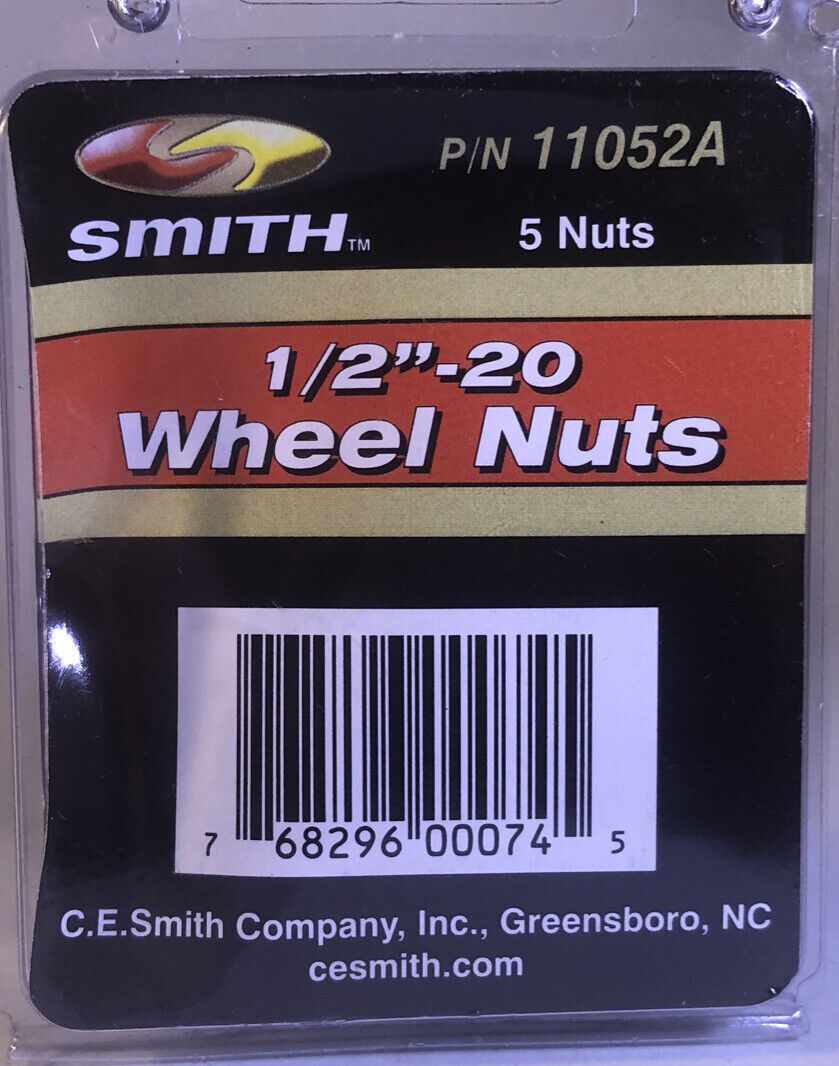 P/N 11052A
SMITH™
5 Nuts
1/2”-20
Wheel Nuts
7 68296 00074 5
C.E.Smith Company, Inc., Greensboro, NC
cesmith.com